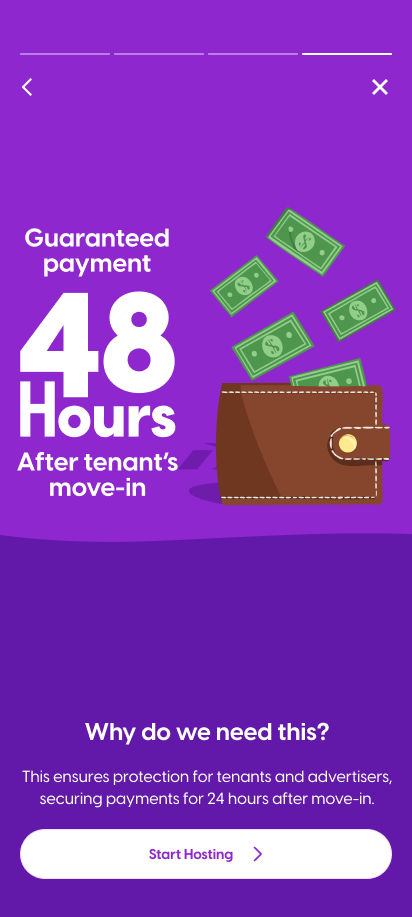 Guaranteed
payment
48
Hours
After tenant's
move-in
Why do we need this?
This ensures protection for tenants and advertisers,
securing payments for 24 hours after move-in.
Start Hosting